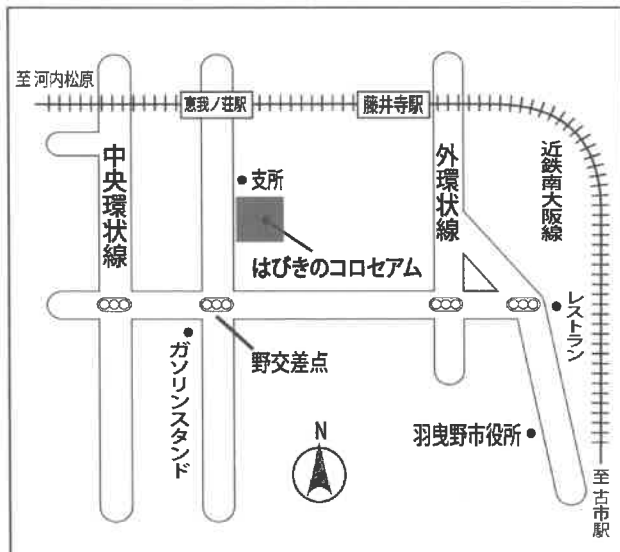 至河内松原
恵我ノ荘駅
藤井寺駅
中央環状線
支所
外環状線
近鉄南大阪線
はびきのコロセアム
レストラン
ガソリンスタンド
野交差点
羽曳野市役所
N
至古市駅